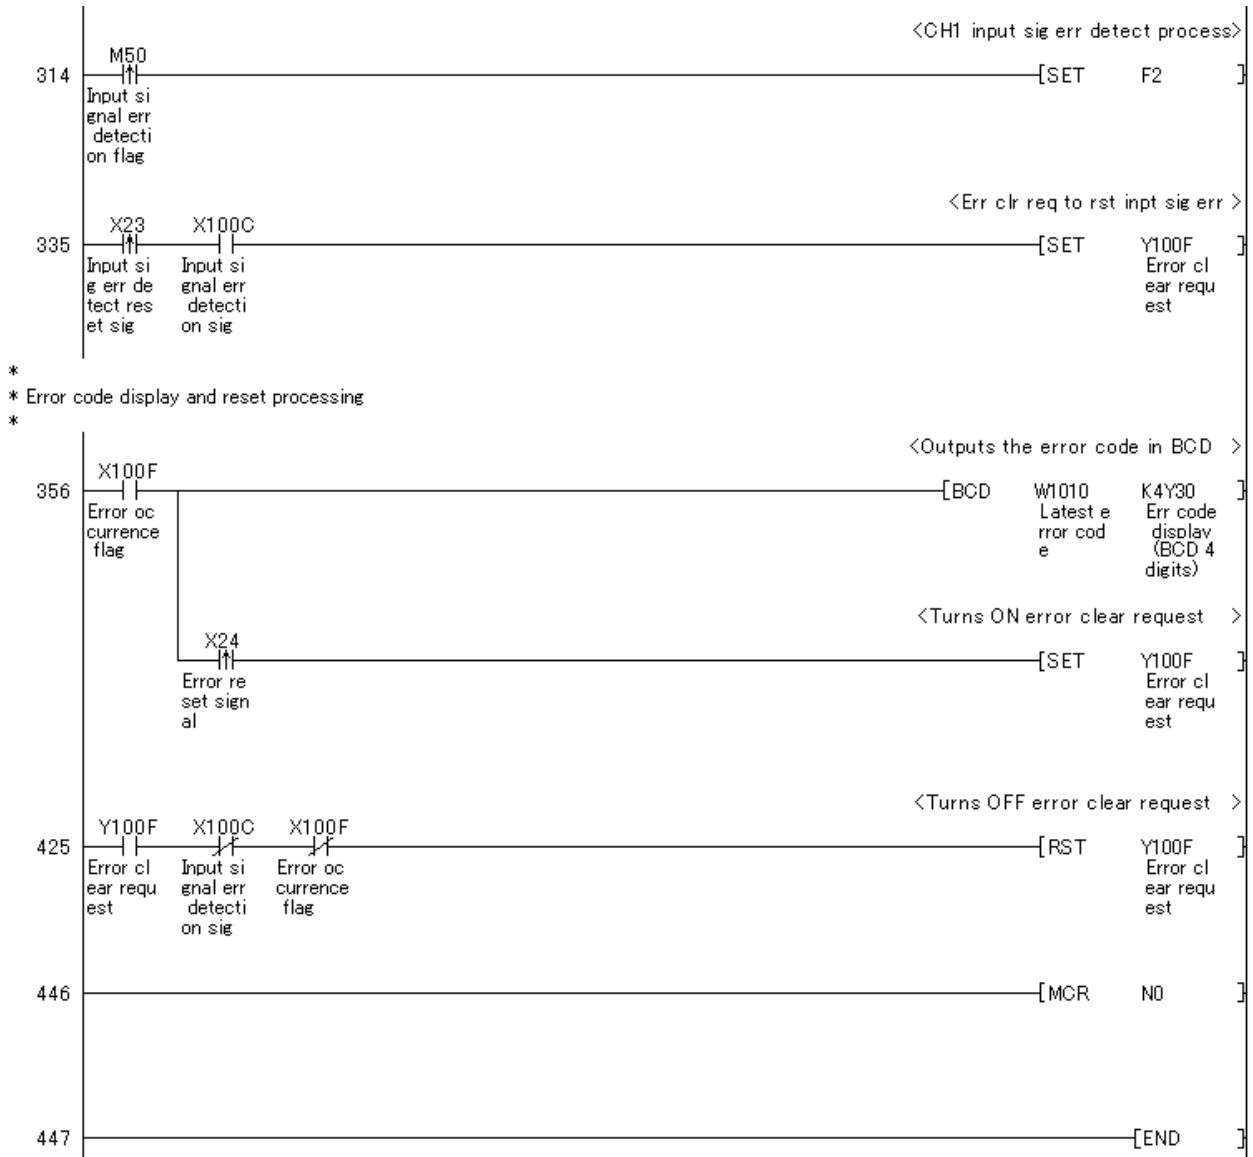 <CH1 input sig err detect process>
M50
314 [SET F2 ]
Input si
gnal err
detecti
on flag
<Err clr req to rst inpt sig err >
X23 X100C
335 [SET Y100F ]
Input si Input si Error cl
g err de gnal err ear requ
tect res detecti est
et sig on sig
*
* Error code display and reset processing
*
<Outputs the error code in BCD >
X100F
356 [BCD W1010 K4Y30 ]
Error oc Latest e Err code
currence rror cod display
flag e (BCD 4
digits)
<Turns ON error clear request >
X24
[SET Y100F ]
Error re Error cl
set sign ear requ
al est
<Turns OFF error clear request >
Y100F X100C X100F
425 [RST Y100F ]
Error cl Input si Error oc Error cl
ear requ gnal err currence ear requ
est detecti flag est
on sig
446 [MCR N0 ]
447 [END ]